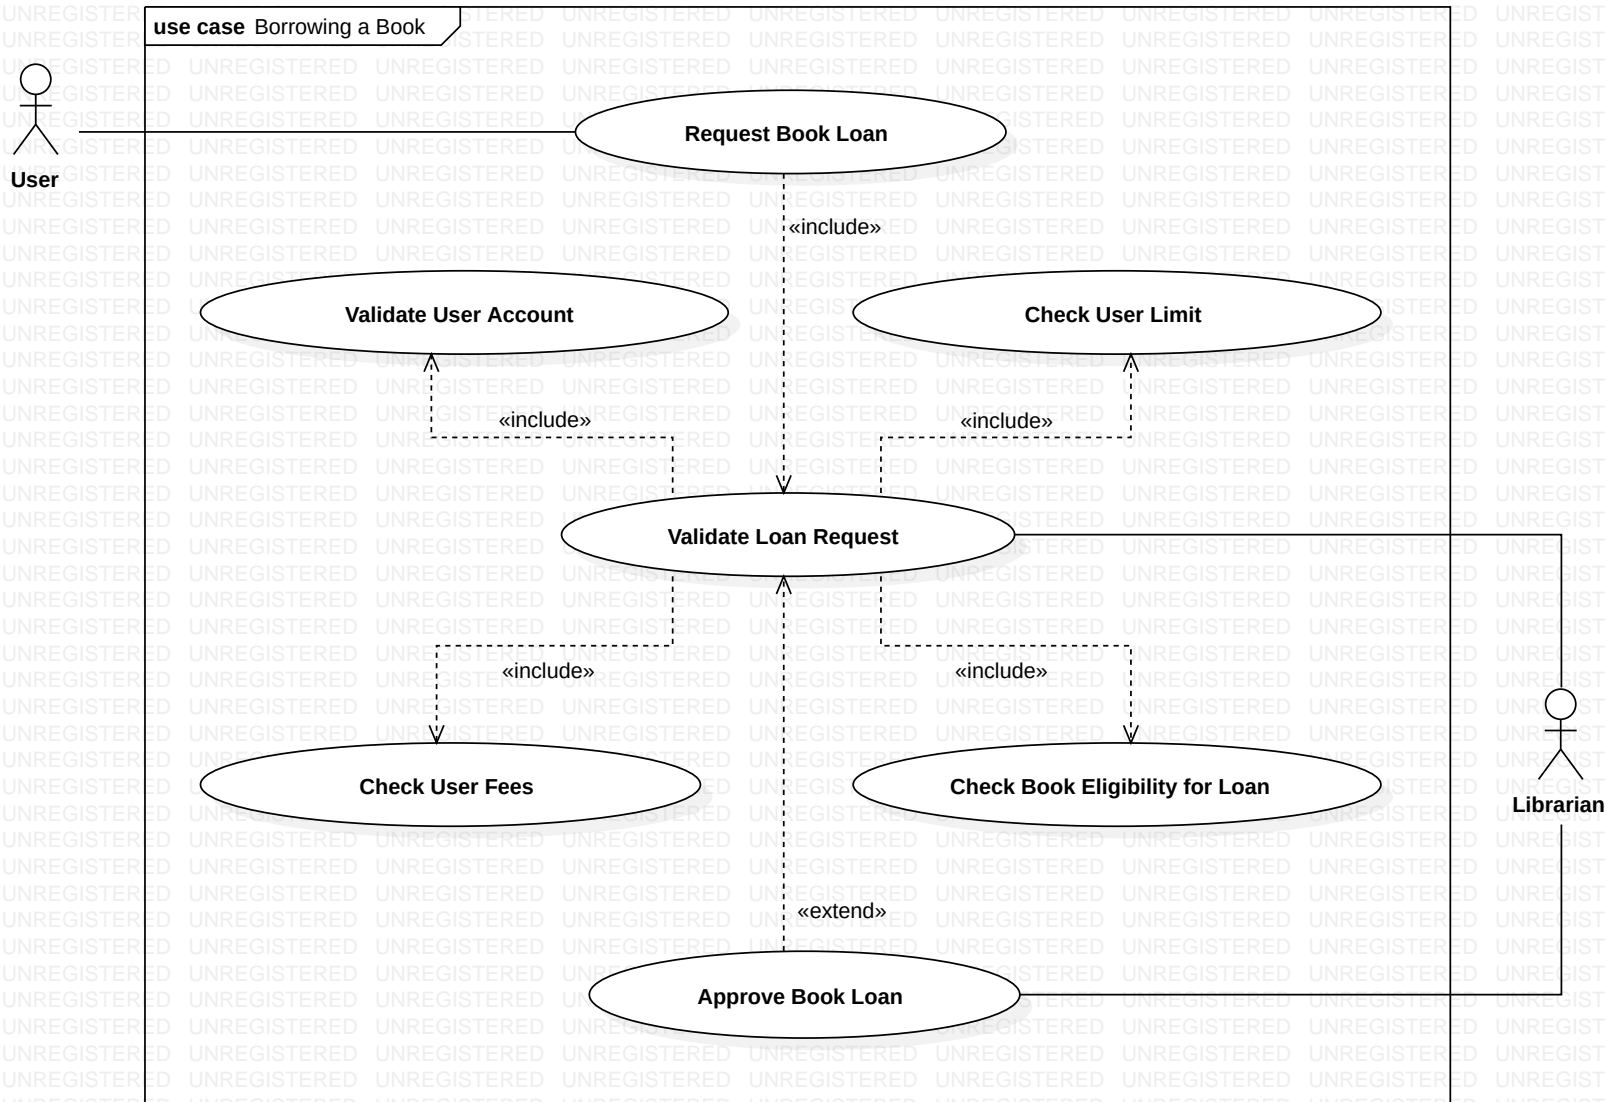 use case Borrowing a Book
User
Request Book Loan
«include»
Validate User Account
Check User Limit
«include»
«include»
Validate Loan Request
«include»
«include»
Check User Fees
Check Book Eligibility for Loan
Librarian
«extend»
Approve Book Loan
UNREGISTERED